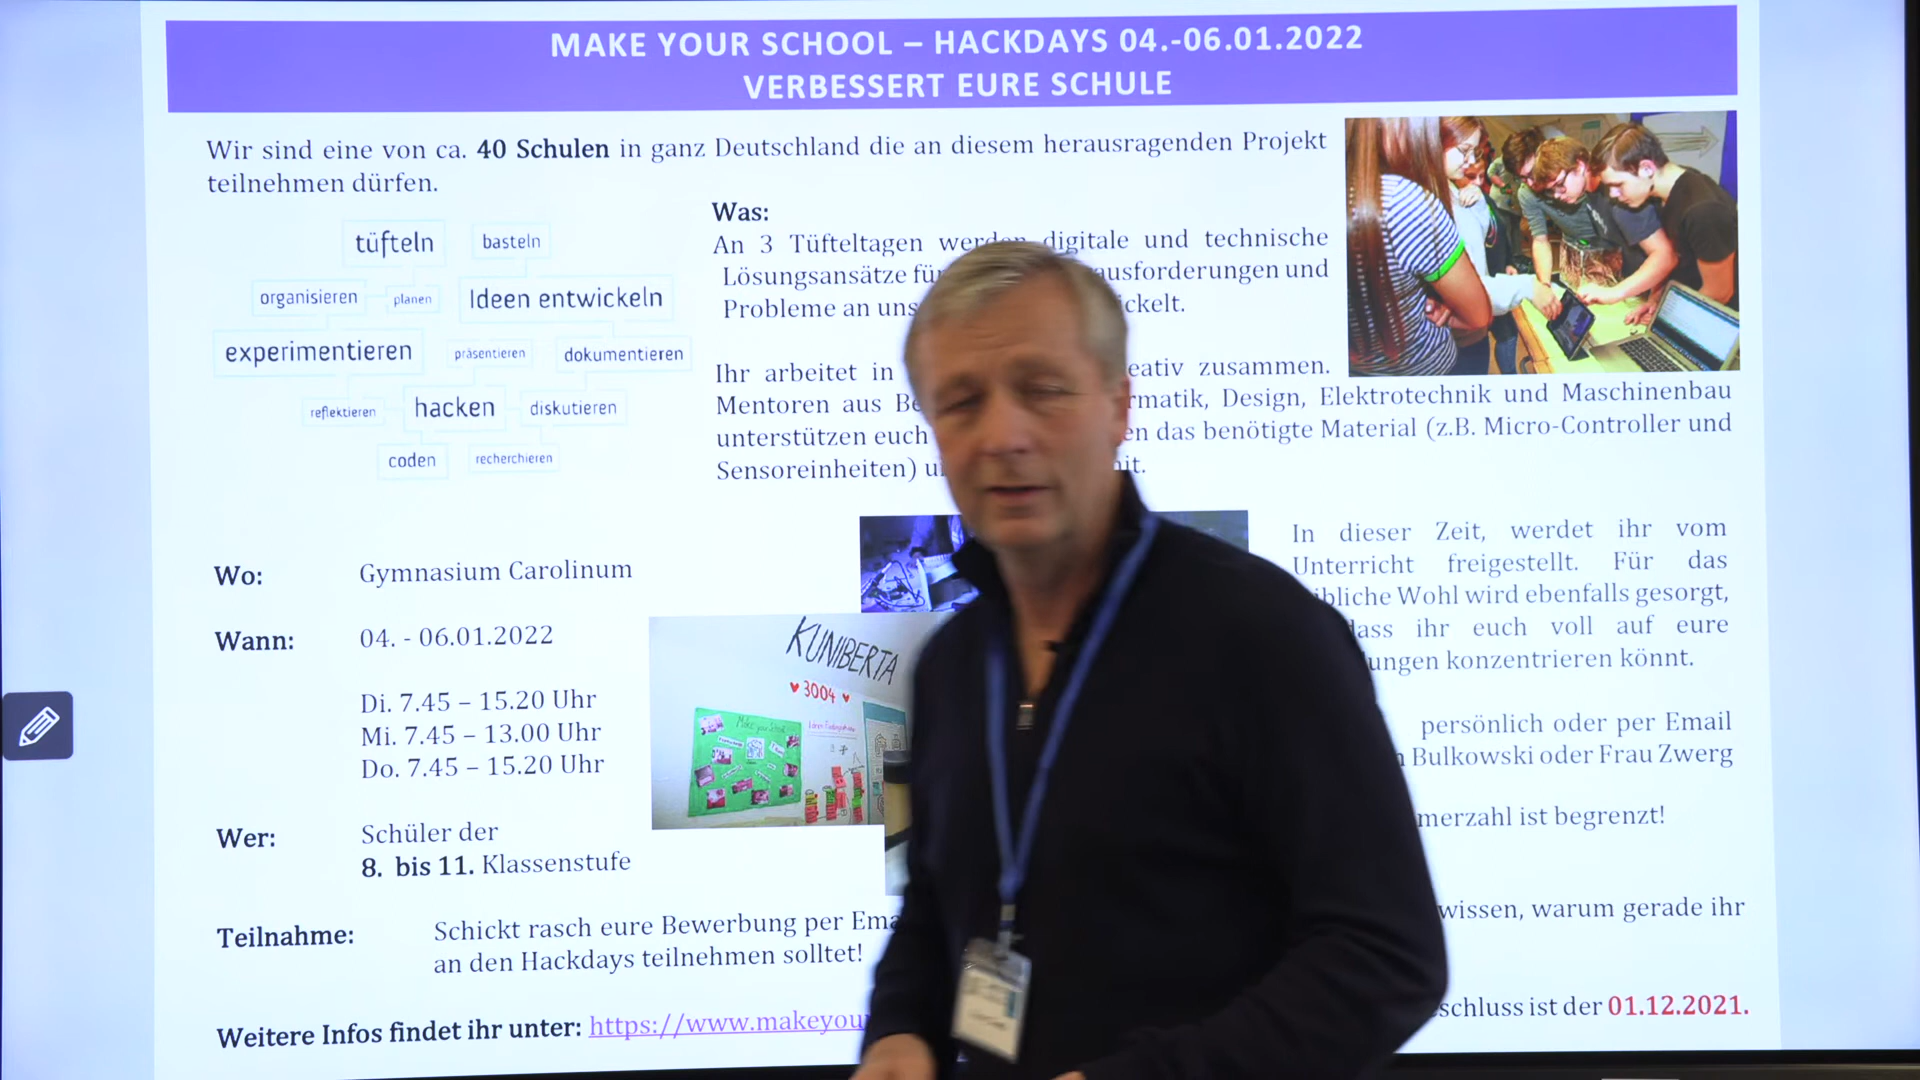 MAKE YOUR SCHOOL – HACKDAYS 04.-06.01.2022
VERBESSERT EURE SCHULE
Wir sind eine von ca. 40 Schulen in ganz Deutschland die an diesem herausragenden Projekt
teilnehmen dürfen.
tüfteln
basteln
organisieren
planen
Ideen entwickeln
experimentieren
präsentieren
dokumentieren
reflektieren
hacken
diskutieren
coden
recherchieren
Was:
An 3 Tüfteltagen werden digitale und technische
Lösungsansätze für ausforderungen und
Probleme an uns ickelt.
Ihr arbeitet in eativ zusammen.
Mentoren aus Be rmatik, Design, Elektrotechnik und Maschinenbau
unterstützen euch en das benötigte Material (z.B. Micro-Controller und
Sensoreinheiten) u it.
Wo: Gymnasium Carolinum
Wann: 04. - 06.01.2022
Di. 7.45 – 15.20 Uhr
Mi. 7.45 – 13.00 Uhr
Do. 7.45 – 15.20 Uhr
Wer: Schüler der
8. bis 11. Klassenstufe
KUNIBERTA
♥ 3004 ♥
Make your School
In dieser Zeit, werdet ihr vom
Unterricht freigestellt. Für das
ibliche Wohl wird ebenfalls gesorgt,
dass ihr euch voll auf eure
lungen konzentrieren könnt.
persönlich oder per Email
n Bulkowski oder Frau Zwerg
merzahl ist begrenzt!
Teilnahme: Schickt rasch eure Bewerbung per Ema wissen, warum gerade ihr
an den Hackdays teilnehmen solltet!
schluss ist der 01.12.2021.
Weitere Infos findet ihr unter: https://www.makeyou